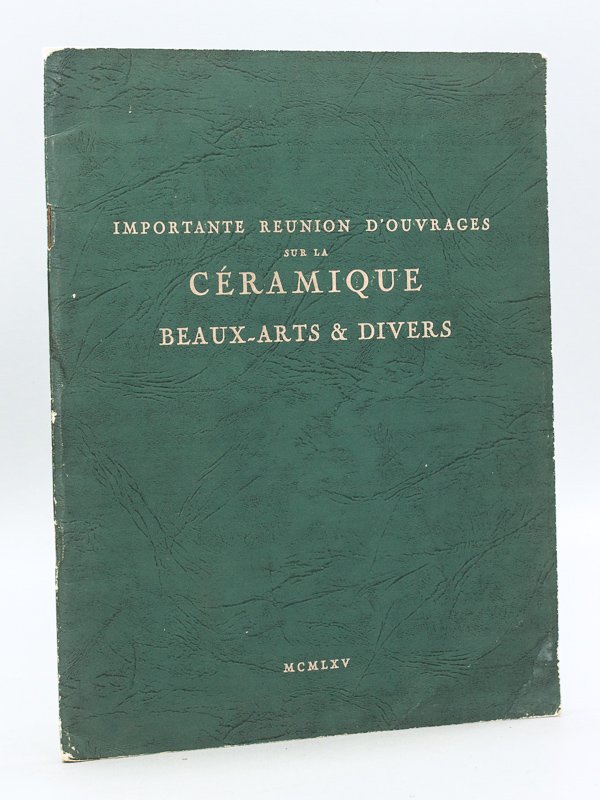 IMPORTANTE REUNION D'OUVRAGES
SUR LA
CÉRAMIQUE
BEAUX-ARTS & DIVERS
MCMLXV